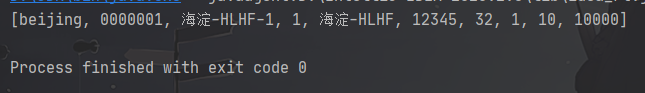 [beijing, 0000001, 海淀-HLHF-1, 1, 海淀-HLHF, 12345, 32, 1, 10, 10000]
Process finished with exit code 0